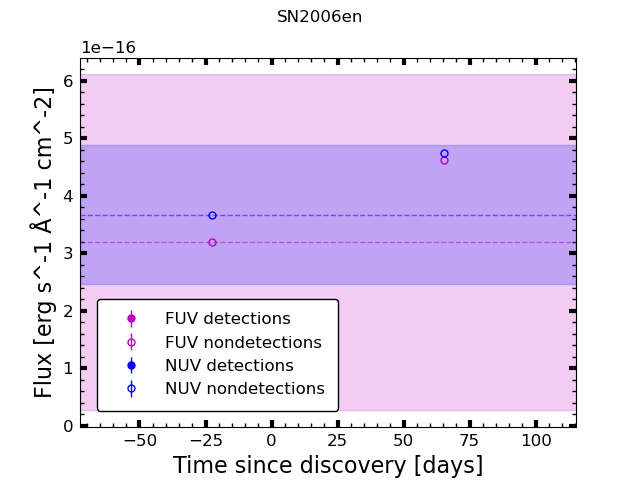 SN2006en
1e−16
6
5
4
3
2
1
0
Flux [erg s^-1 Å^-1 cm^-2]
FUV detections
FUV nondetections
NUV detections
NUV nondetections
−50 −25 0 25 50 75 100
Time since discovery [days]